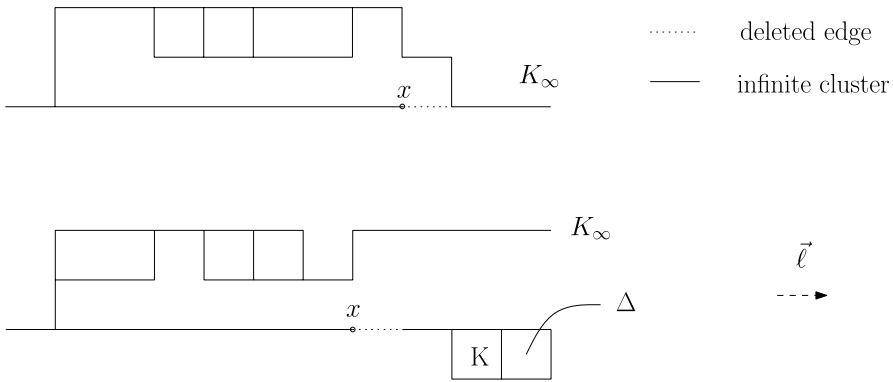 deleted edge
K∞
infinite cluster
x
K∞
ℓ⃗
x
Δ
K